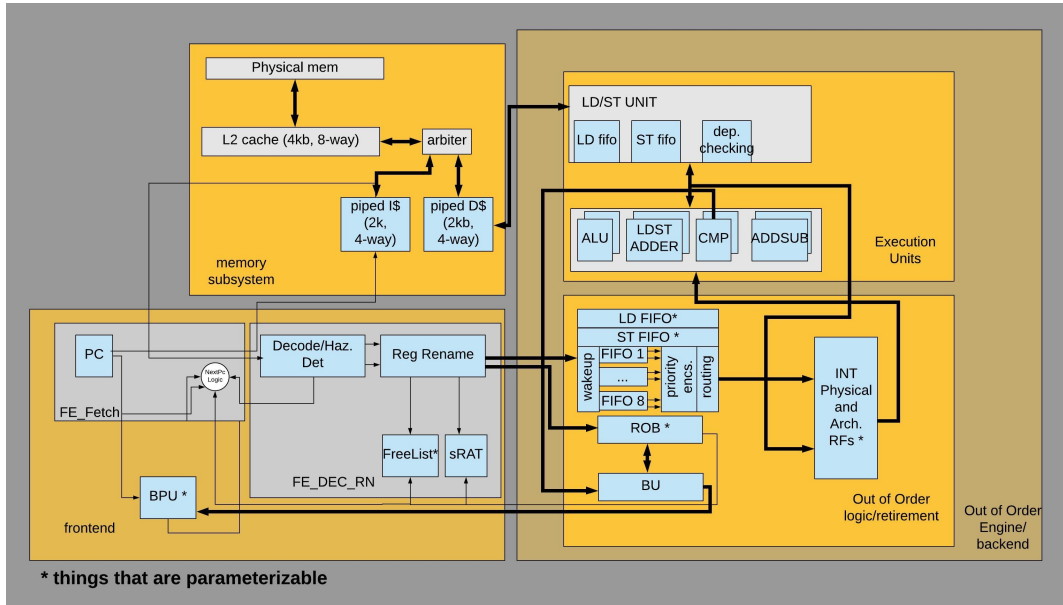 Physical mem
L2 cache (4kb, 8-way)
arbiter
piped I$
(2k,
4-way)
piped D$
(2kb,
4-way)
memory
subsystem
LD/ST UNIT
LD fifo
ST fifo
dep.
checking
ALU
LDST
ADDER
CMP
ADDSUB
Execution
Units
PC
NextPc
Logic
FE_Fetch
Decode/Haz.
Det
Reg Rename
FreeList*
sRAT
FE_DEC_RN
BPU *
frontend
LD FIFO*
ST FIFO *
wakeup
FIFO 1
...
FIFO 8
priority
encs.
routing
ROB *
BU
INT
Physical
and
Arch.
RFs *
Out of Order
logic/retirement
Out of Order
Engine/
backend
* things that are parameterizable